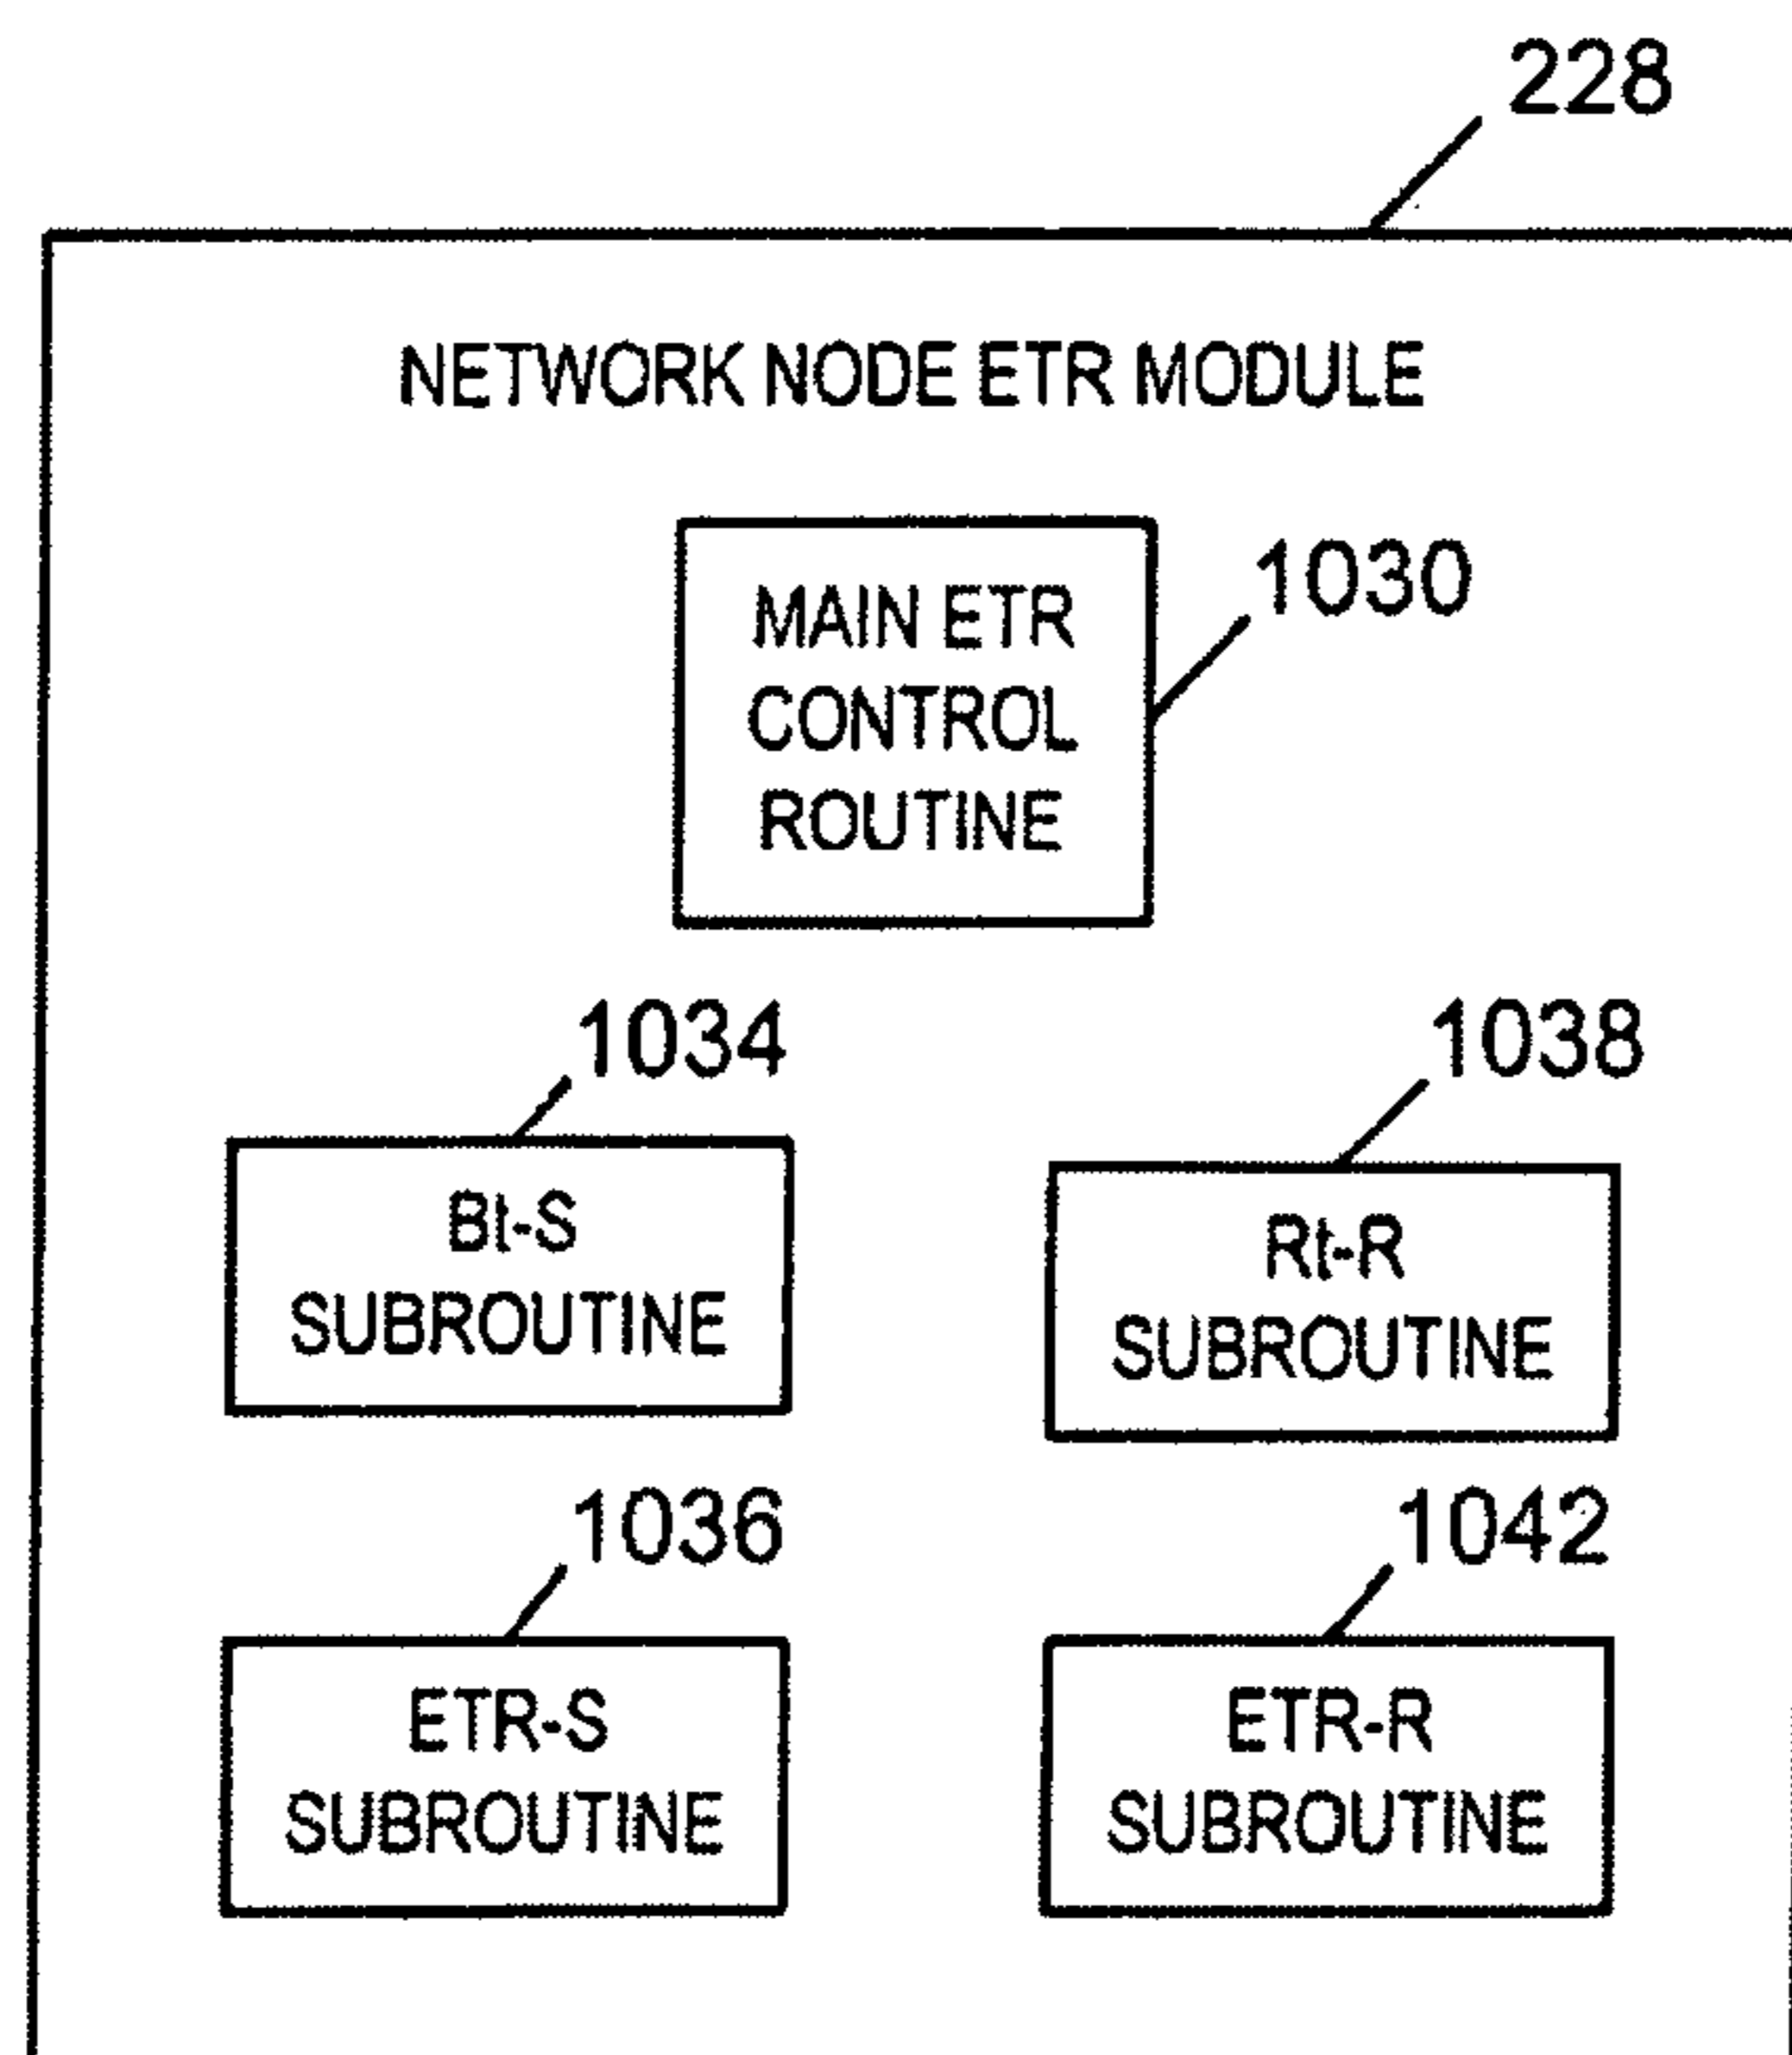 228
NETWORK NODE ETR MODULE
MAIN ETR
CONTROL
ROUTINE
1030
1034
1038
Bt-S
SUBROUTINE
Rt-R
SUBROUTINE
1036
1042
ETR-S
SUBROUTINE
ETR-R
SUBROUTINE